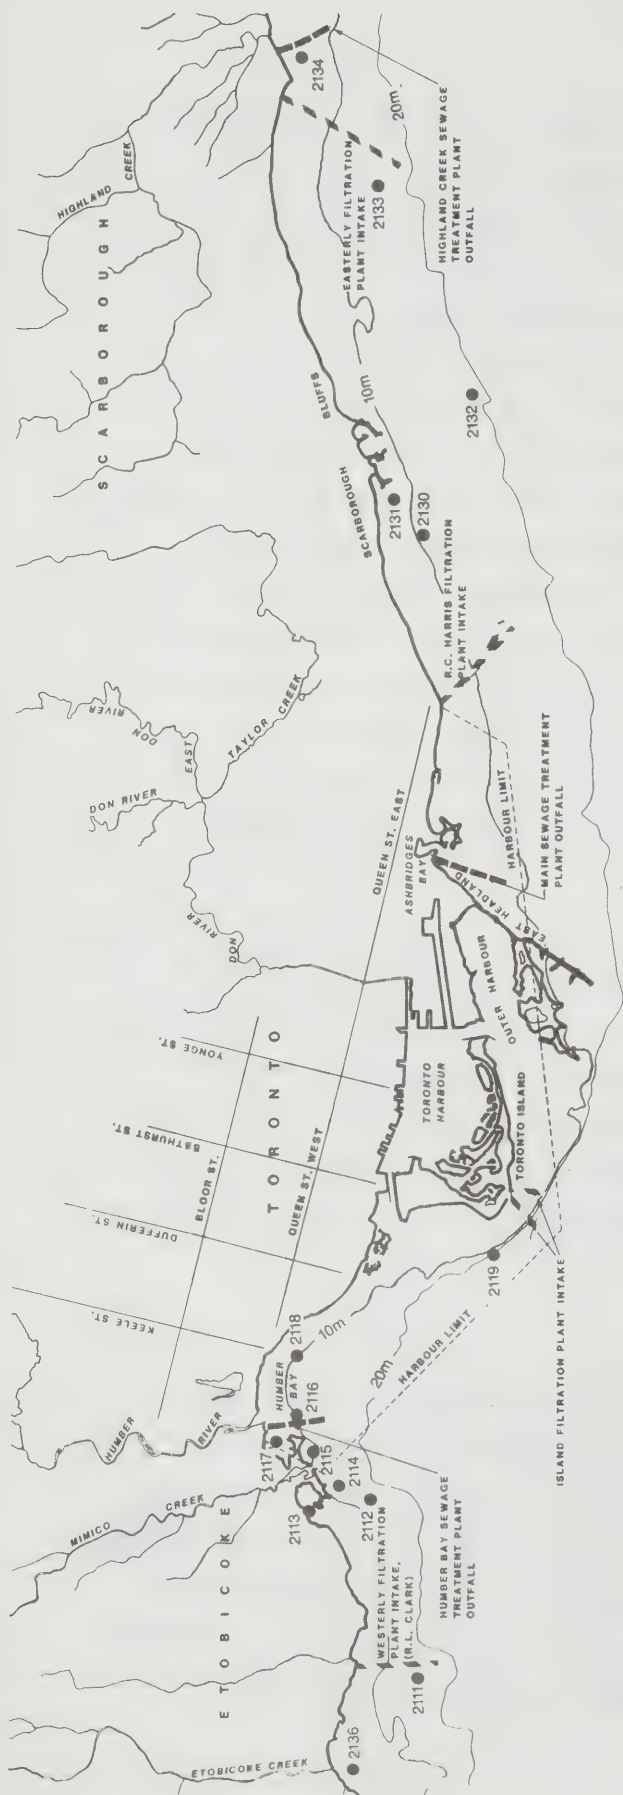 2134
20m.
HIGHLAND CREEK SEWAGE
TREATMENT PLANT
OUTFALL
EASTERLY FILTRATION
PLANT INTAKE
2133
HIGHLAND
CREEK
SCARBOROUGH
10m
2132
BLUFFS
SCARBOROUGH
2131
2130
R.C. HARRIS FILTRATION
PLANT INTAKE
TAYLOR CREEK
EAST
DON
RIVER
DON RIVER
DON
RIVER
QUEEN ST. EAST
ASHBRIDGES
BAY
HARBOUR LIMIT
MAIN SEWAGE TREATMENT
PLANT OUTFALL
EAST HEADLAND
OUTER HARBOUR
TORONTO
HARBOUR
TORONTO ISLAND
YONGE ST.
BATHURST ST.
DUFFERIN ST.
KEELE ST.
BLOOR ST.
TORONTO
QUEEN ST. WEST
2119
ISLAND FILTRATION PLANT INTAKE
HARBOUR LIMIT
10m
20m
2118
HUMBER
BAY
2116
2117
2115
2114
2113
2112
HUMBER
RIVER
MIMICO
CREEK
ETOBICOKE
HUMBER BAY SEWAGE
TREATMENT PLANT
OUTFALL
WESTERLY FILTRATION
PLANT INTAKE,
(R.L. CLARK)
2111
2136
ETOBICOKE CREEK